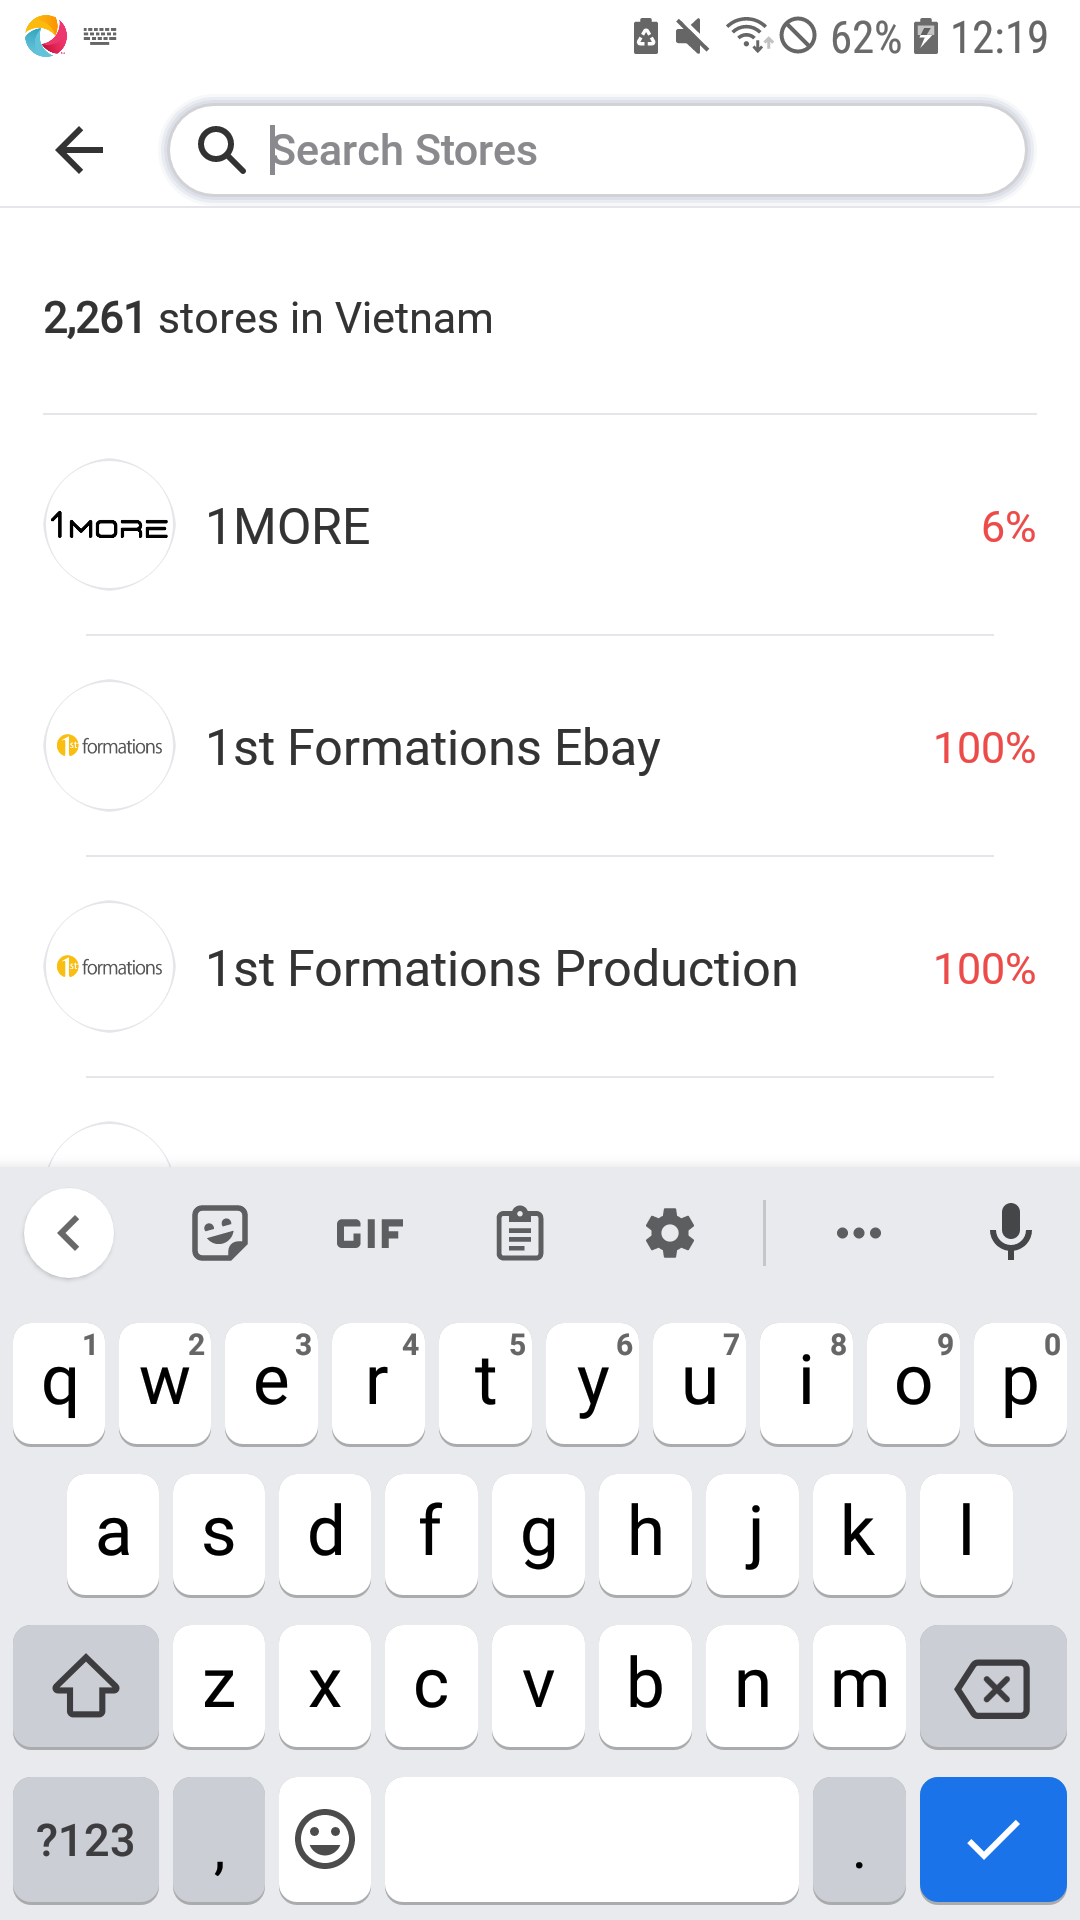 62% 12:19
Search Stores
2,261 stores in Vietnam
1MORE 1MORE 6%
1st formations 1st Formations Ebay 100%
1st formations 1st Formations Production 100%
GIF
1 2 3 4 5 6 7 8 9 0
q w e r t y u i o p
a s d f g h j k l
z x c v b n m
?123 , .